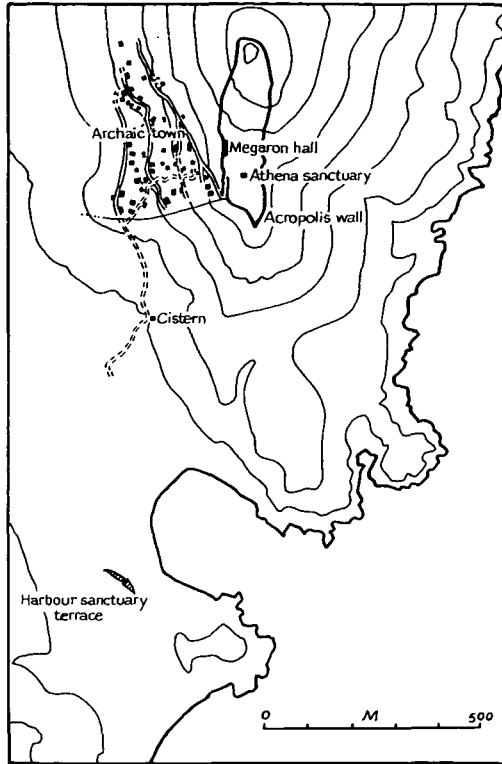 Archaic town
Megaron hall
Athena sanctuary
Acropolis wall
Cistern
Harbour sanctuary
terrace
0 M 500